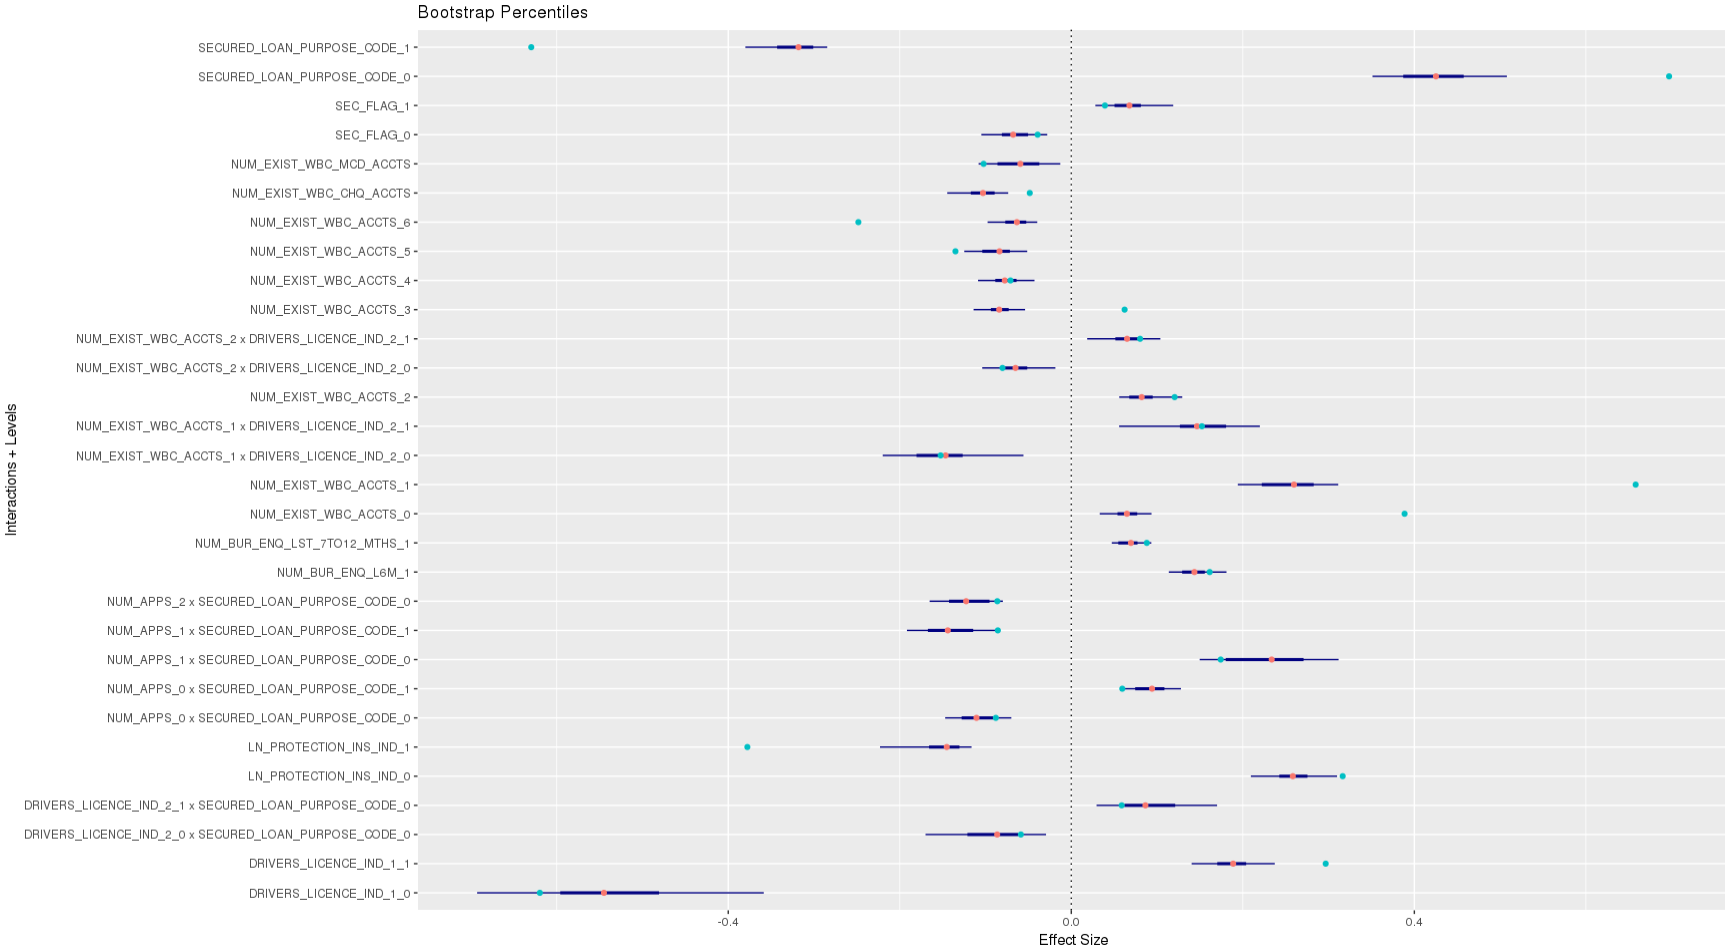 Bootstrap Percentiles
SECURED_LOAN_PURPOSE_CODE_1
SECURED_LOAN_PURPOSE_CODE_0
SEC_FLAG_1
SEC_FLAG_0
NUM_EXIST_WBC_MCD_ACCTS
NUM_EXIST_WBC_CHQ_ACCTS
NUM_EXIST_WBC_ACCTS_6
NUM_EXIST_WBC_ACCTS_5
NUM_EXIST_WBC_ACCTS_4
NUM_EXIST_WBC_ACCTS_3
NUM_EXIST_WBC_ACCTS_2 x DRIVERS_LICENCE_IND_2_1
NUM_EXIST_WBC_ACCTS_2 x DRIVERS_LICENCE_IND_2_0
NUM_EXIST_WBC_ACCTS_2
NUM_EXIST_WBC_ACCTS_1 x DRIVERS_LICENCE_IND_2_1
NUM_EXIST_WBC_ACCTS_1 x DRIVERS_LICENCE_IND_2_0
NUM_EXIST_WBC_ACCTS_1
NUM_EXIST_WBC_ACCTS_0
NUM_BUR_ENQ_LST_7TO12_MTHS_1
NUM_BUR_ENQ_L6M_1
NUM_APPS_2 x SECURED_LOAN_PURPOSE_CODE_0
NUM_APPS_1 x SECURED_LOAN_PURPOSE_CODE_1
NUM_APPS_1 x SECURED_LOAN_PURPOSE_CODE_0
NUM_APPS_0 x SECURED_LOAN_PURPOSE_CODE_1
NUM_APPS_0 x SECURED_LOAN_PURPOSE_CODE_0
LN_PROTECTION_INS_IND_1
LN_PROTECTION_INS_IND_0
DRIVERS_LICENCE_IND_2_1 x SECURED_LOAN_PURPOSE_CODE_0
DRIVERS_LICENCE_IND_2_0 x SECURED_LOAN_PURPOSE_CODE_0
DRIVERS_LICENCE_IND_1_1
DRIVERS_LICENCE_IND_1_0
Interactions + Levels
-0.4 0.0 0.4
Effect Size